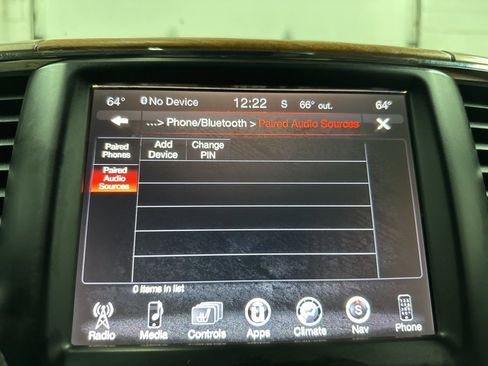 64° No Device 12:22 S 66° out. 64°
...> Phone/Bluetooth > Paired Audio Sources X
Paired Phones
Add Device
Change PIN
Paired Audio Sources
0 items in list
Radio Media Controls Apps Climate Nav Phone